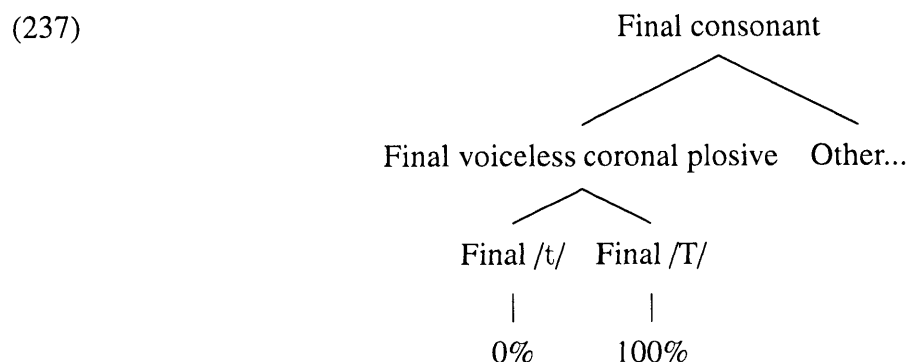 (237) Final consonant
Final voiceless coronal plosive Other...
Final /t/ Final /T/
0% 100%